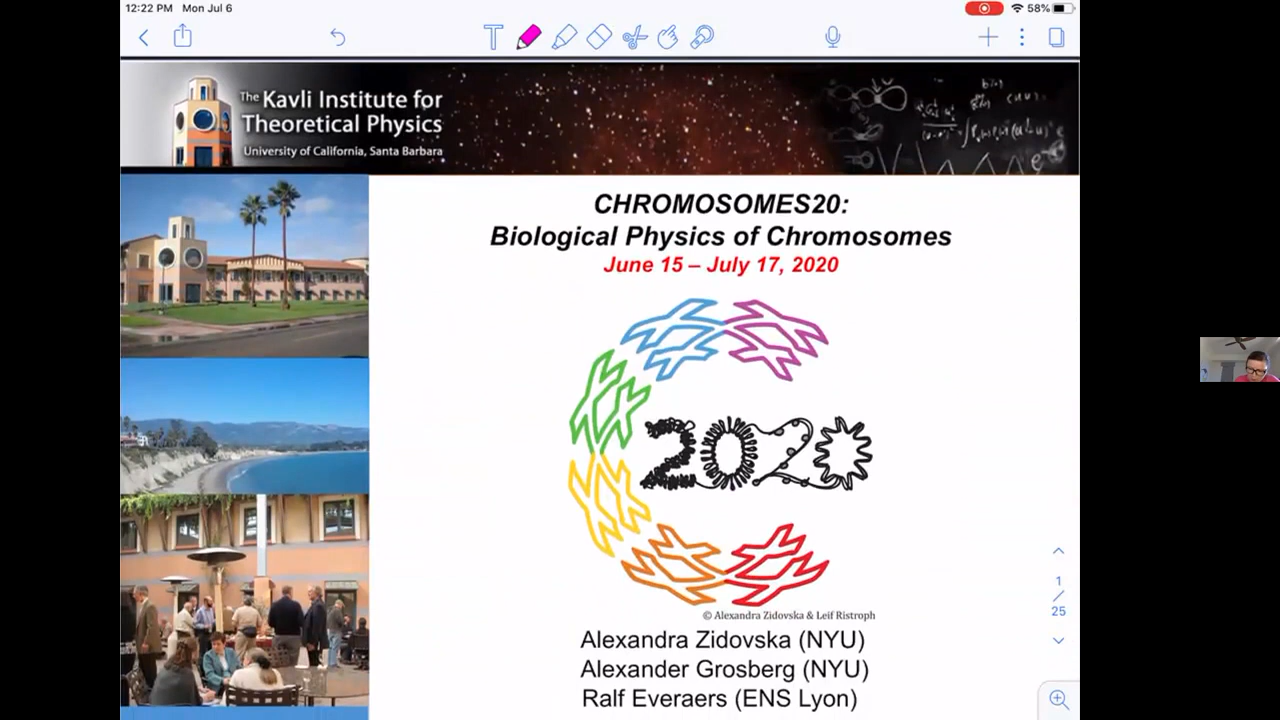 12:22 PM Mon Jul 6
58%
The Kavli Institute for
Theoretical Physics
University of California, Santa Barbara
CHROMOSOMES20:
Biological Physics of Chromosomes
June 15 – July 17, 2020
2020
© Alexandra Zidovska & Leif Ristroph
Alexandra Zidovska (NYU)
Alexander Grosberg (NYU)
Ralf Everaers (ENS Lyon)
1
/
25